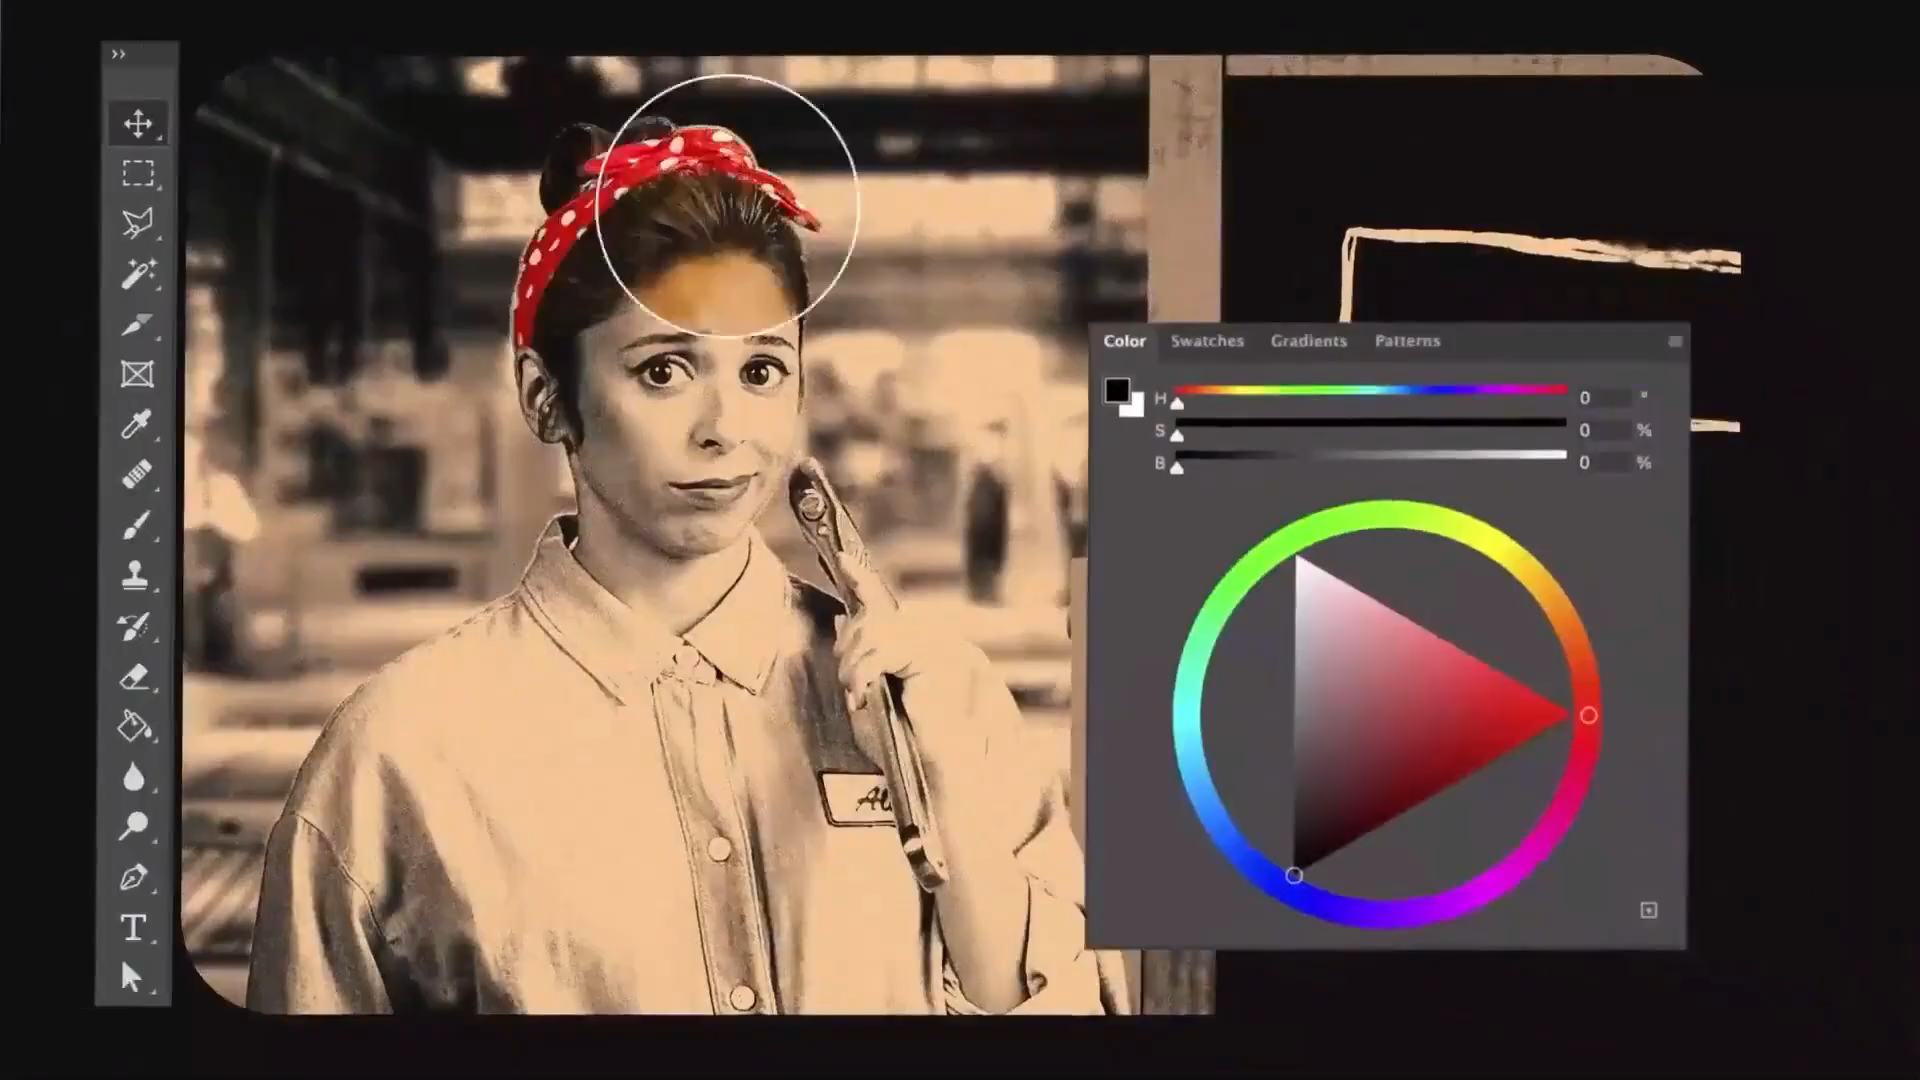 Color Swatches Gradients Patterns
H 0 °
S 0 %
B 0 %
T